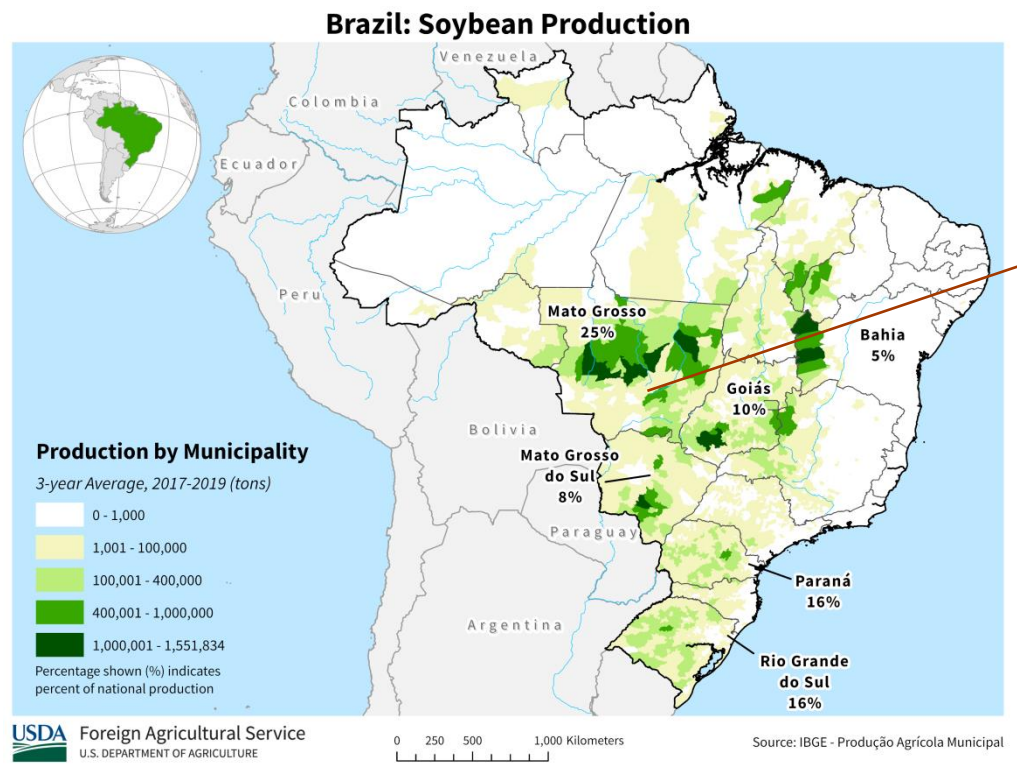 Brazil: Soybean Production
Venezuela
Colombia
Ecuador
Peru
Mato Grosso
25%
Bahia
5%
Goiás
10%
Bolivia
Mato Grosso
do Sul
8%
Paraguay
Paraná
16%
Argentina
Rio Grande
do Sul
16%
Production by Municipality
3-year Average, 2017-2019 (tons)
0 - 1,000
1,001 - 100,000
100,001 - 400,000
400,001 - 1,000,000
1,000,001 - 1,551,834
Percentage shown (%) indicates
percent of national production
USDA
Foreign Agricultural Service
U.S. DEPARTMENT OF AGRICULTURE
0 250 500 1,000 Kilometers
Source: IBGE - Produção Agrícola Municipal